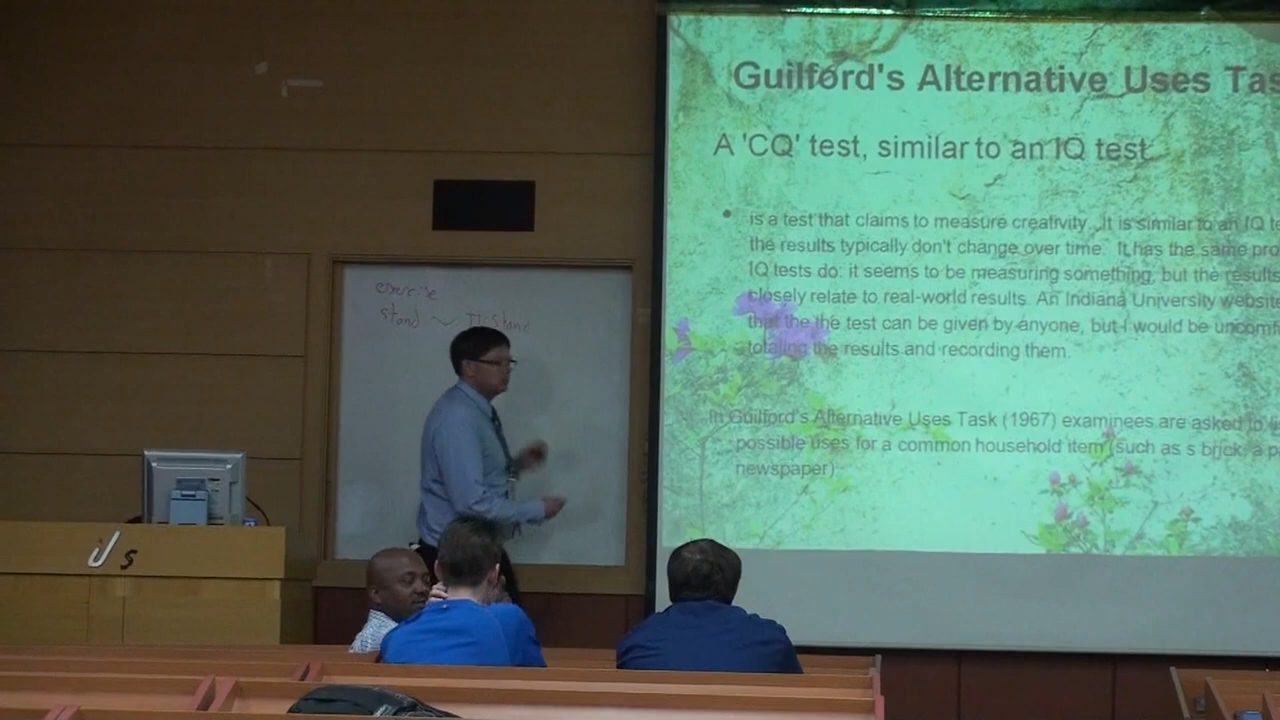 Guilford's Alternative Uses Tas
A 'CQ' test, similar to an IQ test
is a test that claims to measure creativity. It is similar to an IQ te
the results typically don't change over time. It has the same pro
IQ tests do: it seems to be measuring something, but the results
closely relate to real-world results. An Indiana University websit
that the the test can be given by anyone, but I would be uncomf
totaling the results and recording them.
In Guilford's Alternative Uses Task (1967) examinees are asked to
possible uses for a common household item (such as s brick, a pa
newspaper)
exercise
stand